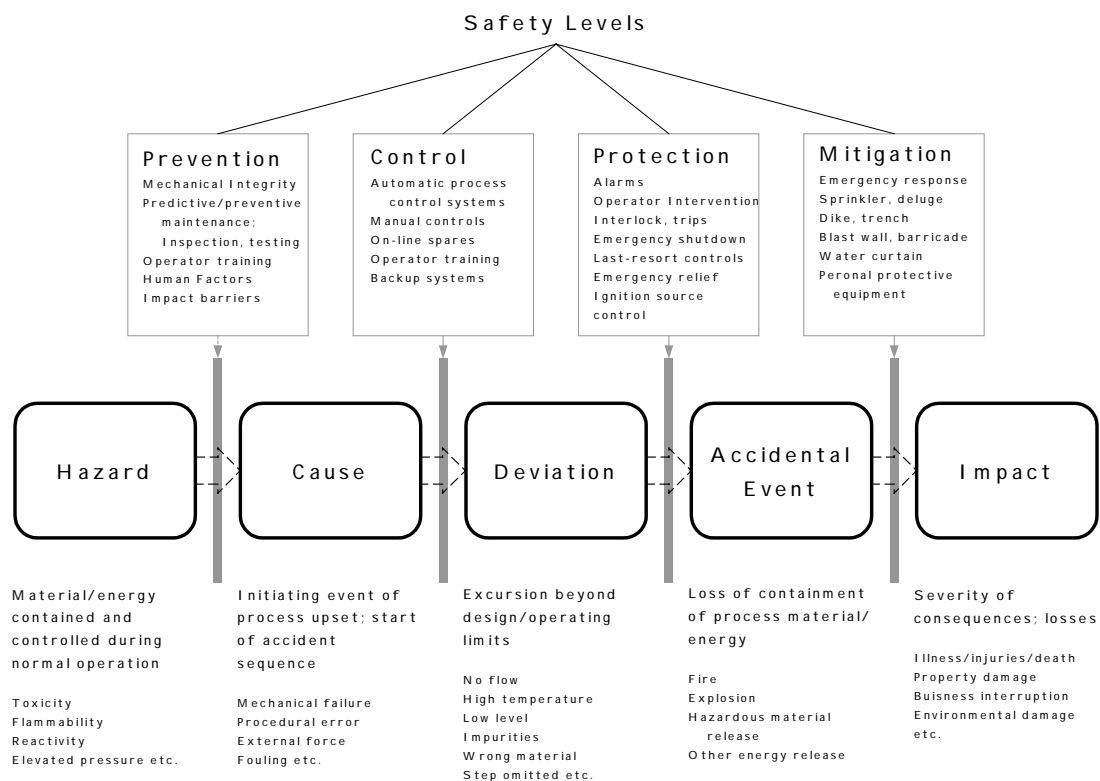 Safety Levels
Prevention
Mechanical Integrity
Predictive/preventive
maintenance;
Inspection, testing
Operator training
Human Factors
Impact barriers
Control
Automatic process
control systems
Manual controls
On-line spares
Operator training
Backup systems
Protection
Alarms
Operator Intervention
Interlock, trips
Emergency shutdown
Last-resort controls
Emergency relief
Ignition source
control
Mitigation
Emergency response
Sprinkler, deluge
Dike, trench
Blast wall, barricade
Water curtain
Peronal protective
equipment
Hazard
Cause
Deviation
Accidental
Event
Impact
Material/energy
contained and
controlled during
normal operation
Toxicity
Flammability
Reactivity
Elevated pressure etc.
Initiating event of
process upset; start
of accident
sequence
Mechanical failure
Procedural error
External force
Fouling etc.
Excursion beyond
design/operating
limits
No flow
High temperature
Low level
Impurities
Wrong material
Step omitted etc.
Loss of containment
of process material/
energy
Fire
Explosion
Hazardous material
release
Other energy release
Severity of
consequences; losses
Illness/injuries/death
Property damage
Buisness interruption
Environmental damage
etc.